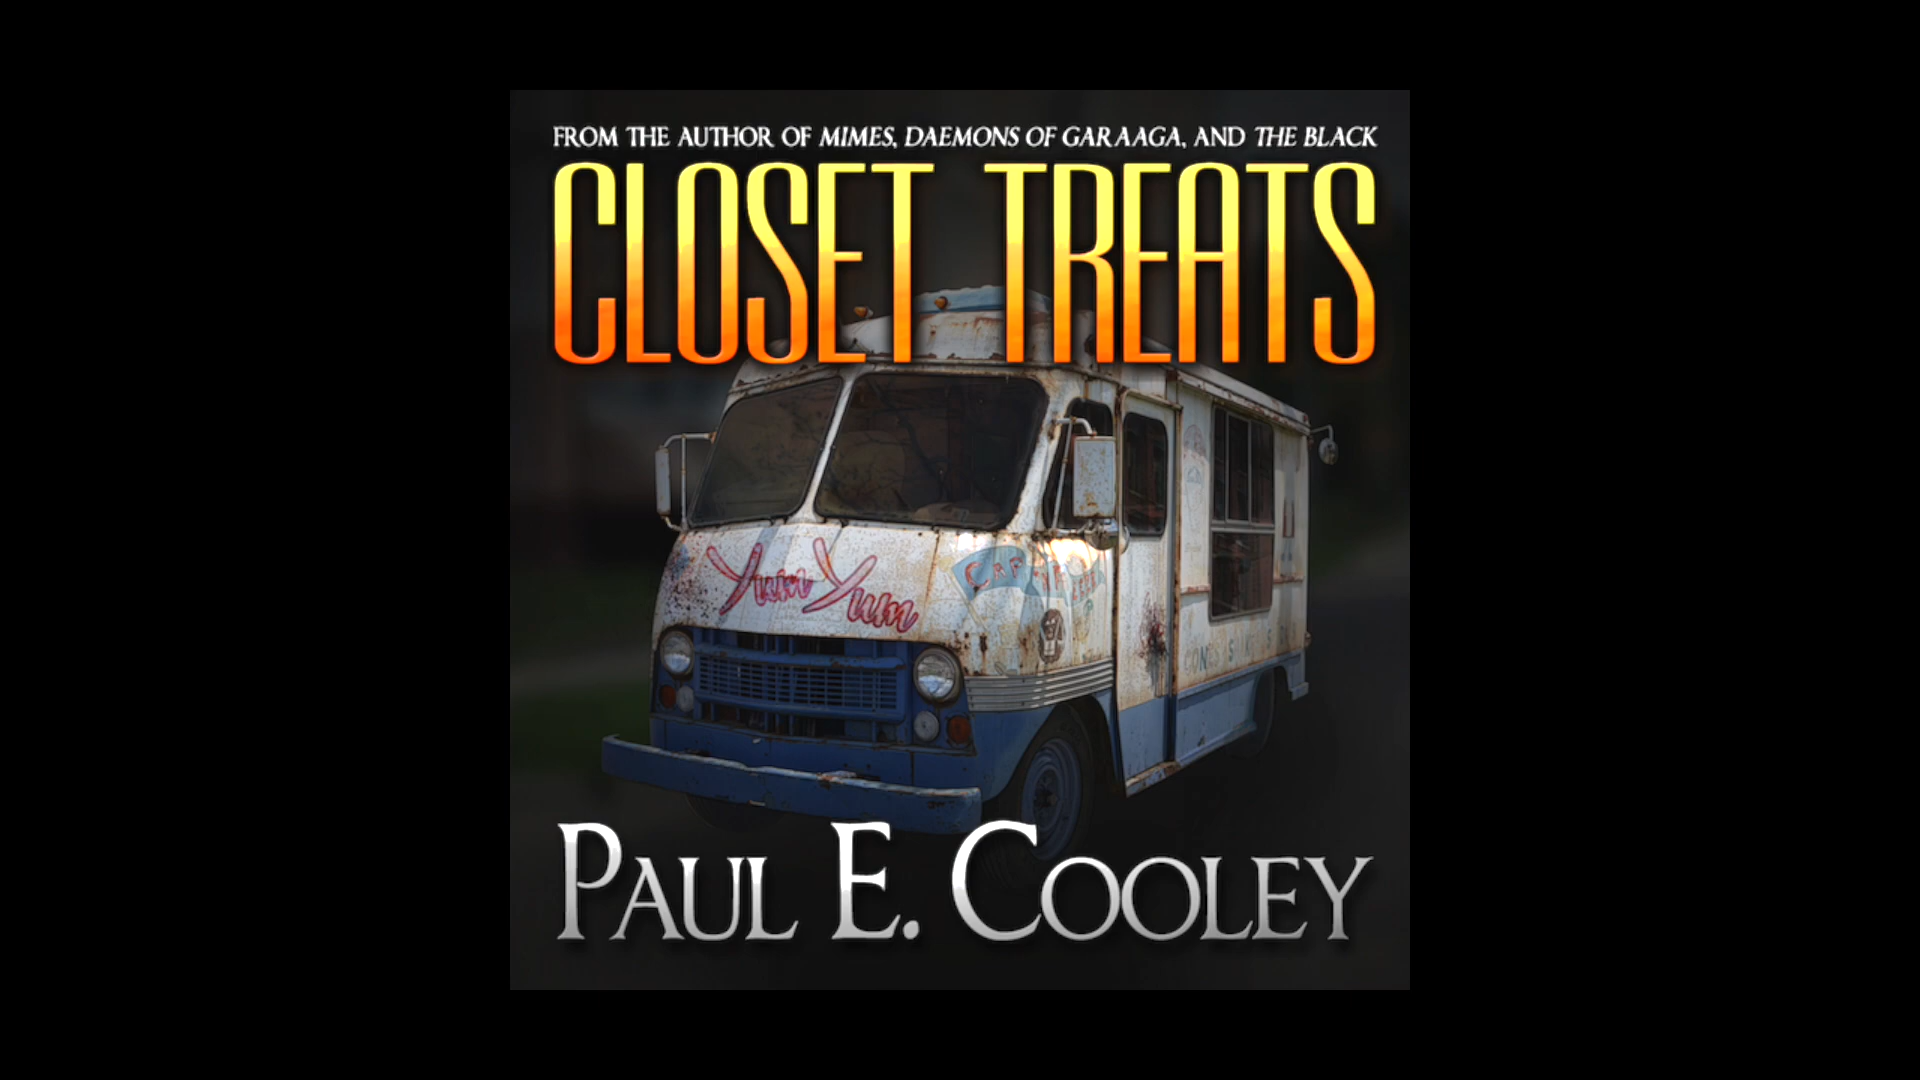 FROM THE AUTHOR OF MIMES, DAEMONS OF GARAAGA, AND THE BLACK
CLOSET TREATS
Yum Yum
PAUL E. COOLEY